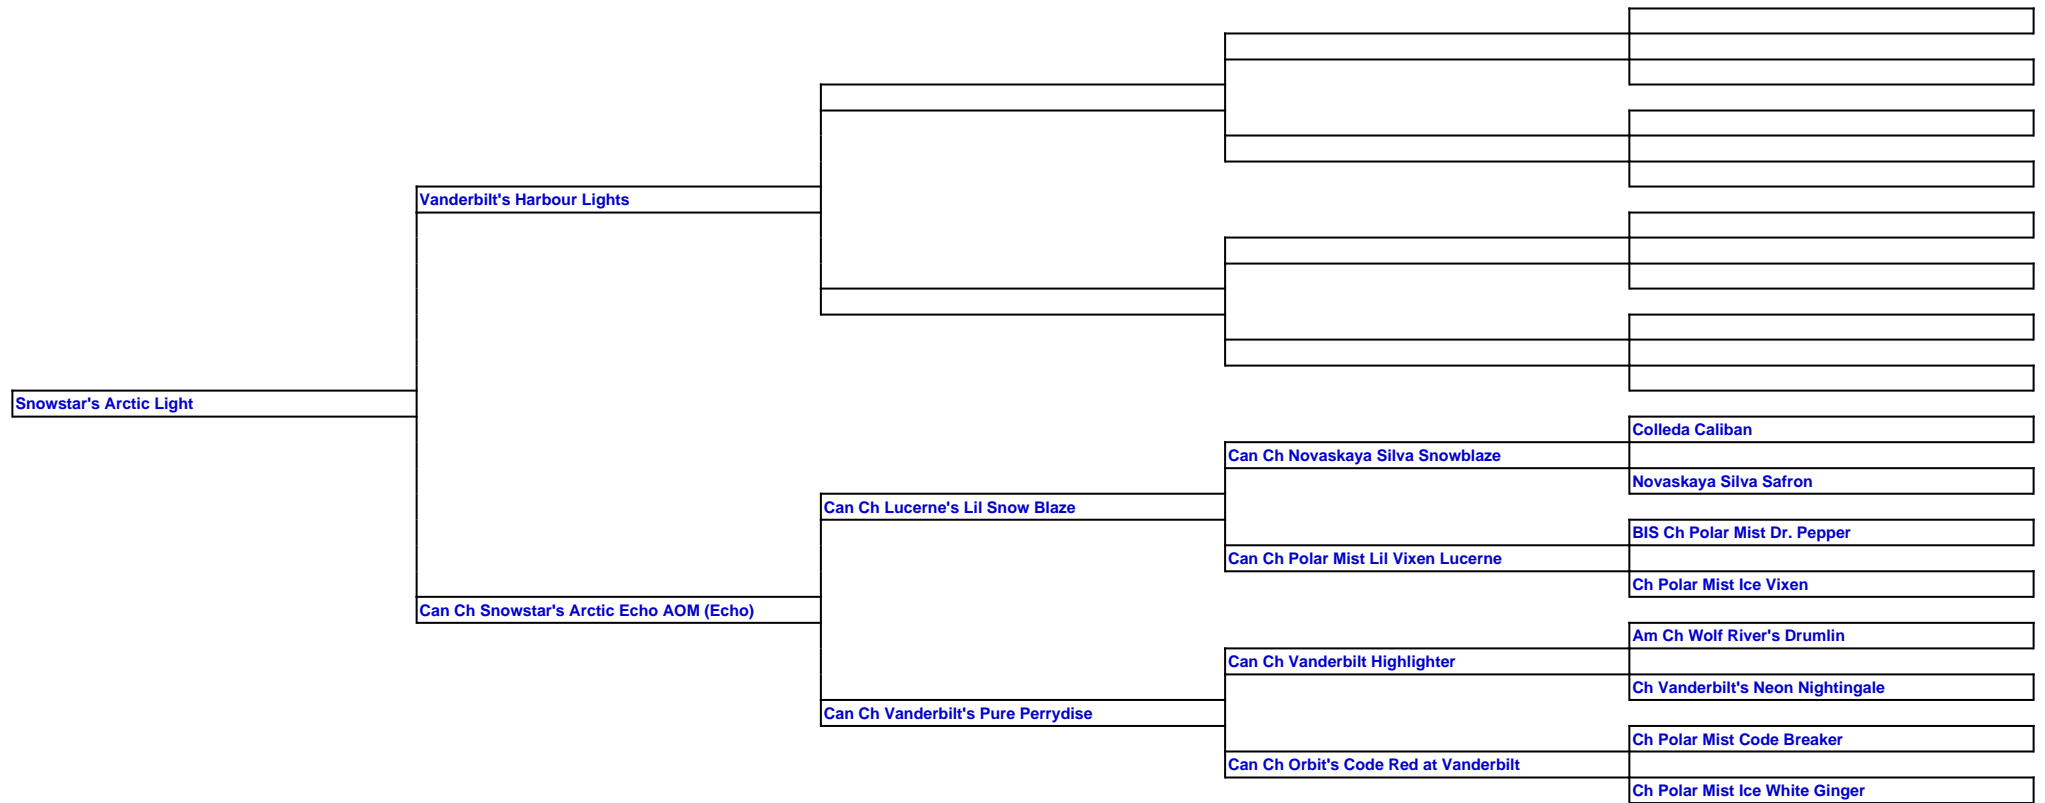 Vanderbilt's Harbour Lights
Snowstar's Arctic Light
Colleda Caliban
Can Ch Novaskaya Silva Snowblaze
Novaskaya Silva Safron
Can Ch Lucerne's Lil Snow Blaze
BIS Ch Polar Mist Dr. Pepper
Can Ch Polar Mist Lil Vixen Lucerne
Ch Polar Mist Ice Vixen
Can Ch Snowstar's Arctic Echo AOM (Echo)
Am Ch Wolf River's Drumlin
Can Ch Vanderbilt Highlighter
Ch Vanderbilt's Neon Nightingale
Can Ch Vanderbilt's Pure Perrydise
Ch Polar Mist Code Breaker
Can Ch Orbit's Code Red at Vanderbilt
Ch Polar Mist Ice White Ginger